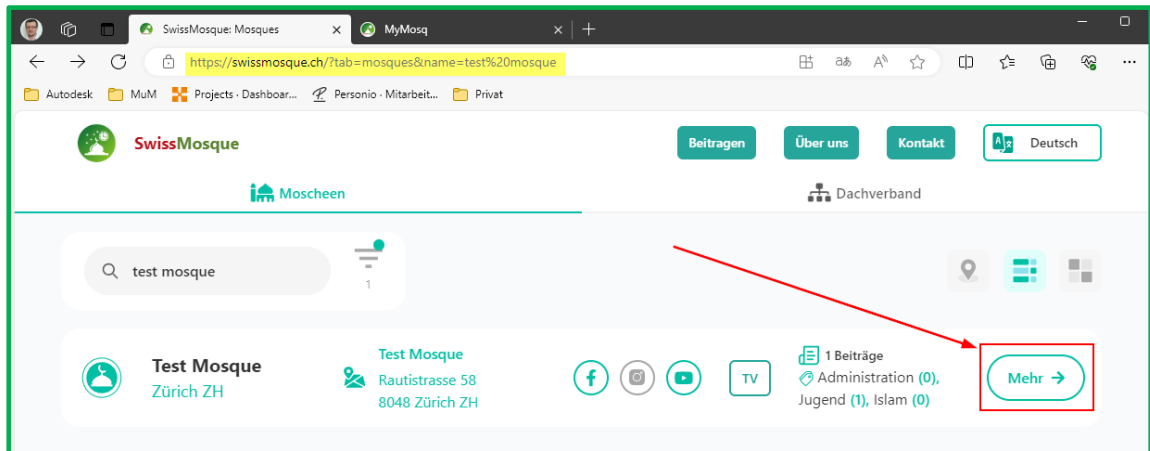 SwissMosque: Mosques
MyMosq
https://swissmosque.ch/?tab=mosques&name=test%20mosque
Autodesk
MuM
Projects · Dashboar...
Personio · Mitarbeit...
Privat
SwissMosque
Beitragen
Über uns
Kontakt
Deutsch
Moscheen
Dachverband
test mosque
1
Test Mosque
Zürich ZH
Test Mosque
Rautistrasse 58
8048 Zürich ZH
TV
1 Beiträge
Administration (0),
Jugend (1), Islam (0)
Mehr →